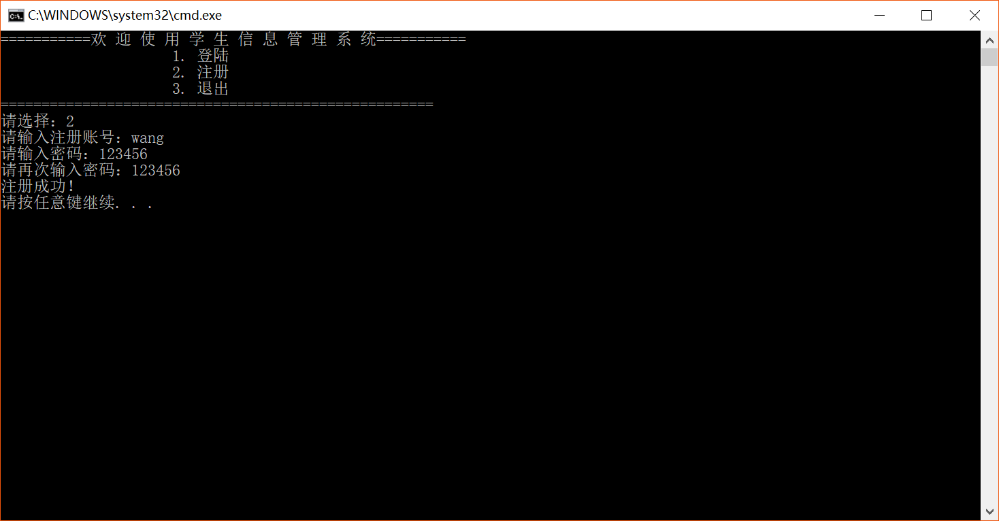 C:\WINDOWS\system32\cmd.exe
===========欢 迎 使 用 学 生 信 息 管 理 系 统===========
1. 登陆
2. 注册
3. 退出
=====================================================
请选择：2
请输入注册账号：wang
请输入密码：123456
请再次输入密码：123456
注册成功！
请按任意键继续. . .